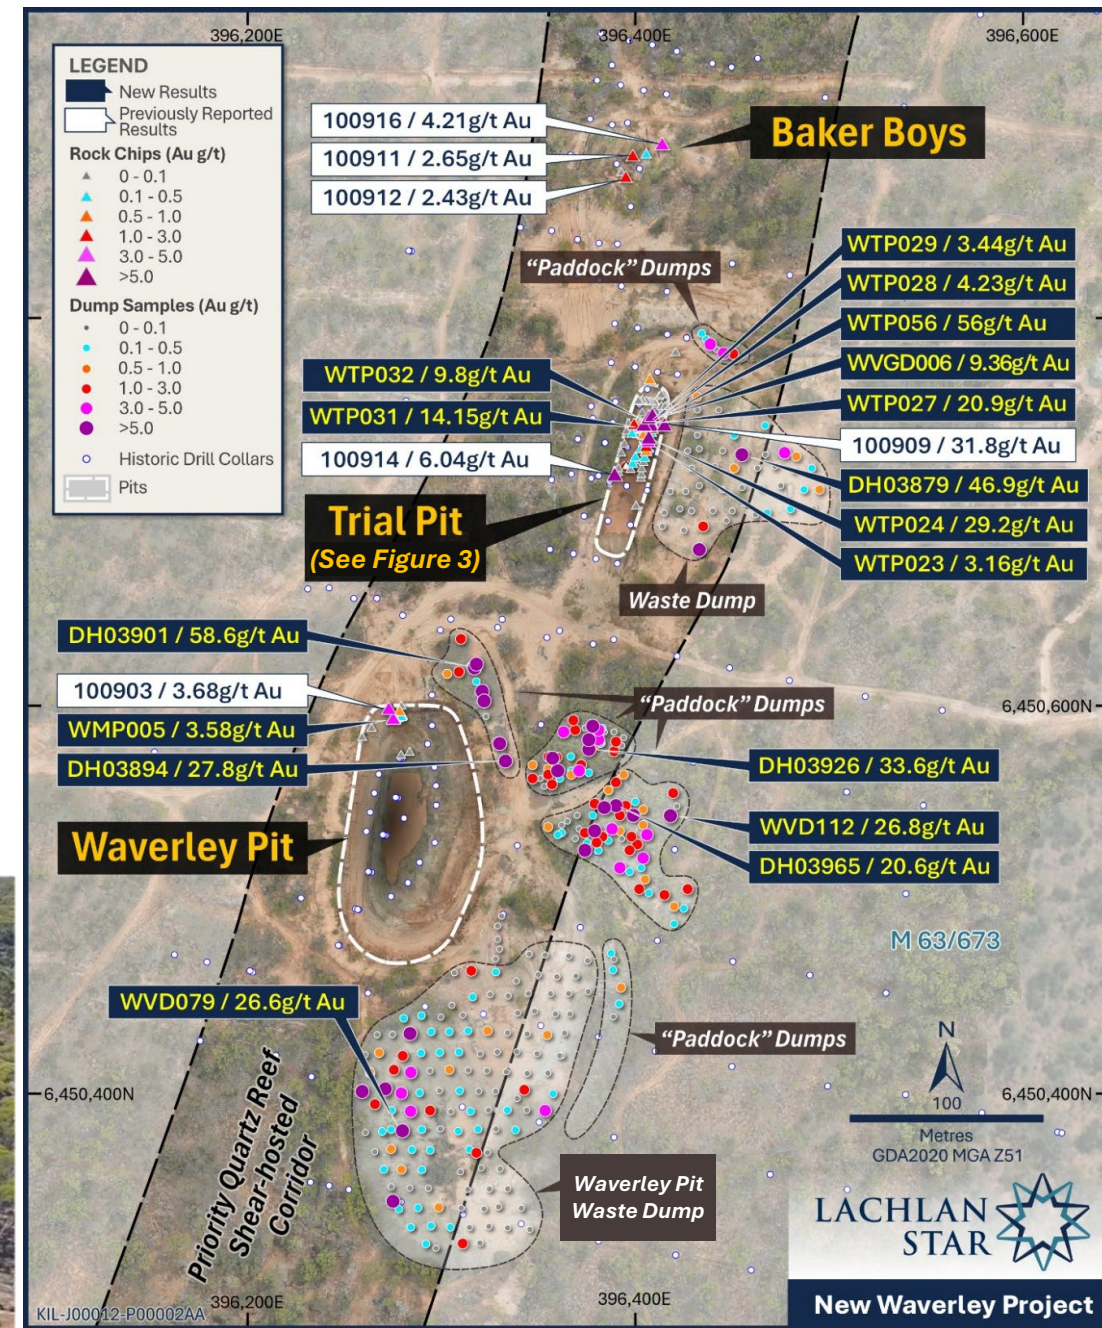 396,200E
396,400E
396,600E
LEGEND
New Results
Previously Reported
Results
Rock Chips (Au g/t)
0 - 0.1
0.1 - 0.5
0.5 - 1.0
1.0 - 3.0
3.0 - 5.0
>5.0
Dump Samples (Au g/t)
0 - 0.1
0.1 - 0.5
0.5 - 1.0
1.0 - 3.0
3.0 - 5.0
>5.0
Historic Drill Collars
Pits
100916 / 4.21g/t Au
100911 / 2.65g/t Au
100912 / 2.43g/t Au
Baker Boys
"Paddock" Dumps
WTP029 / 3.44g/t Au
WTP028 / 4.23g/t Au
WTP056 / 56g/t Au
WVGD006 / 9.36g/t Au
WTP027 / 20.9g/t Au
100909 / 31.8g/t Au
DH03879 / 46.9g/t Au
WTP024 / 29.2g/t Au
WTP023 / 3.16g/t Au
WTP032 / 9.8g/t Au
WTP031 / 14.15g/t Au
100914 / 6.04g/t Au
Trial Pit
(See Figure 3)
Waste Dump
DH03901 / 58.6g/t Au
100903 / 3.68g/t Au
WMP005 / 3.58g/t Au
DH03894 / 27.8g/t Au
"Paddock" Dumps
6,450,600N
DH03926 / 33.6g/t Au
WVD112 / 26.8g/t Au
DH03965 / 20.6g/t Au
Waverley Pit
M 63/673
WVD079 / 26.6g/t Au
"Paddock" Dumps
N
6,450,400N
6,450,400N
100
Metres
GDA2020 MGA Z51
Priority Quartz Reef
Shear-hosted
Corridor
Waverley Pit
Waste Dump
LACHLAN
STAR
396,200E
396,400E
KIL-J00012-P00002AA
New Waverley Project